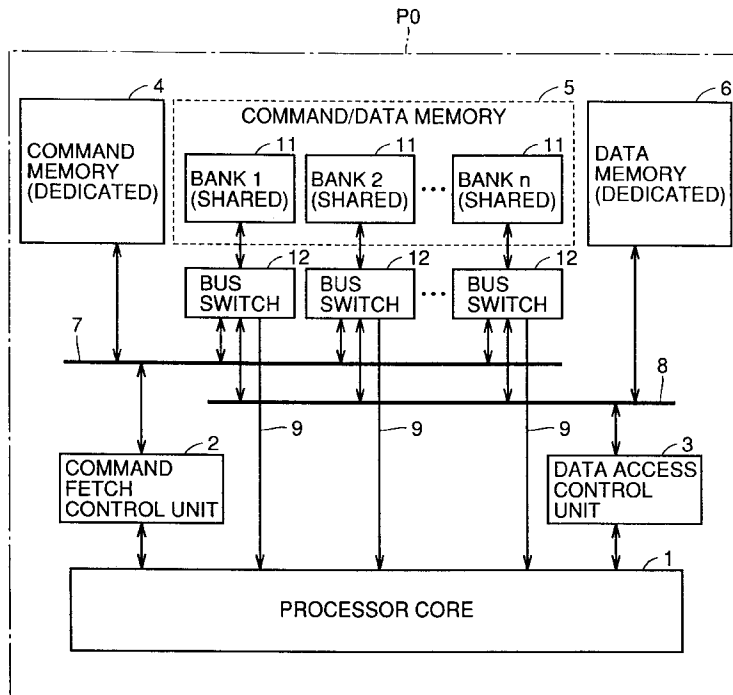 P0
4
5
6
COMMAND
MEMORY
(DEDICATED)
COMMAND/DATA MEMORY
11
11
11
BANK 1
(SHARED)
BANK 2
(SHARED)
...
BANK n
(SHARED)
DATA
MEMORY
(DEDICATED)
12
12
12
BUS
SWITCH
BUS
SWITCH
...
BUS
SWITCH
7
8
9
9
9
2
3
COMMAND
FETCH
CONTROL UNIT
DATA ACCESS
CONTROL
UNIT
1
PROCESSOR CORE